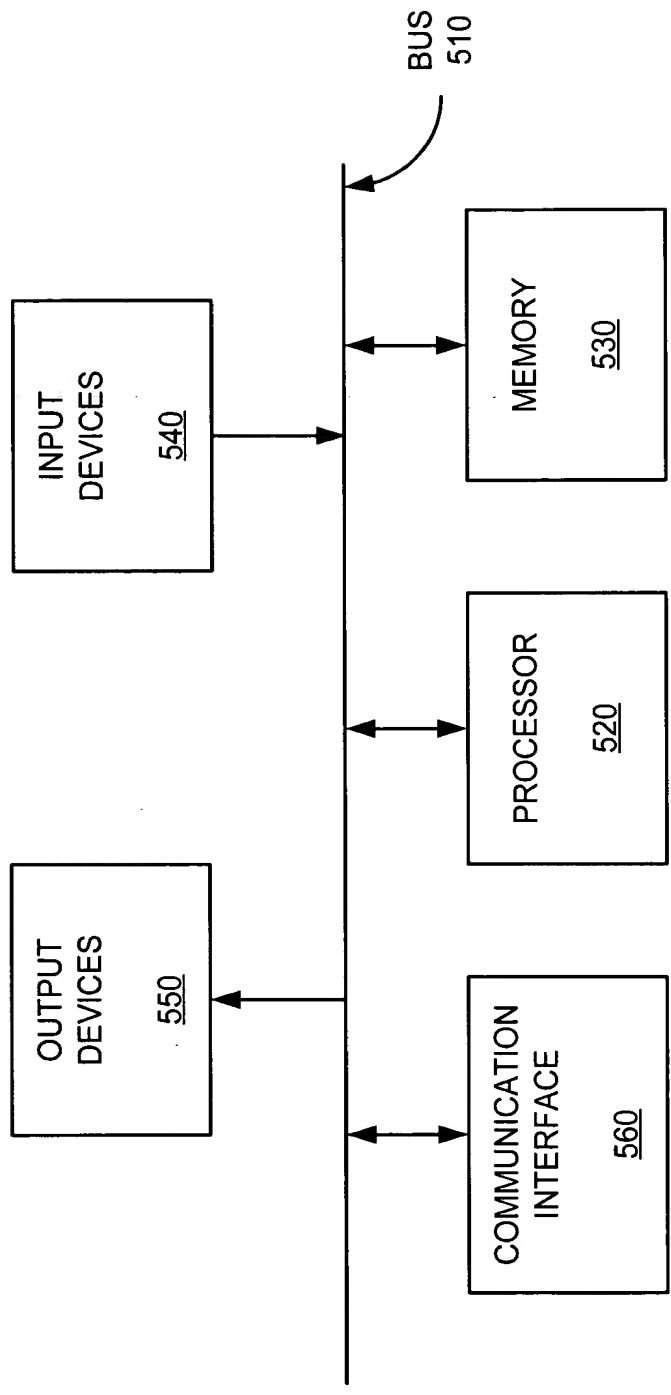 OUTPUT
DEVICES
550
INPUT
DEVICES
540
BUS
510
COMMUNICATION
INTERFACE
560
PROCESSOR
520
MEMORY
530